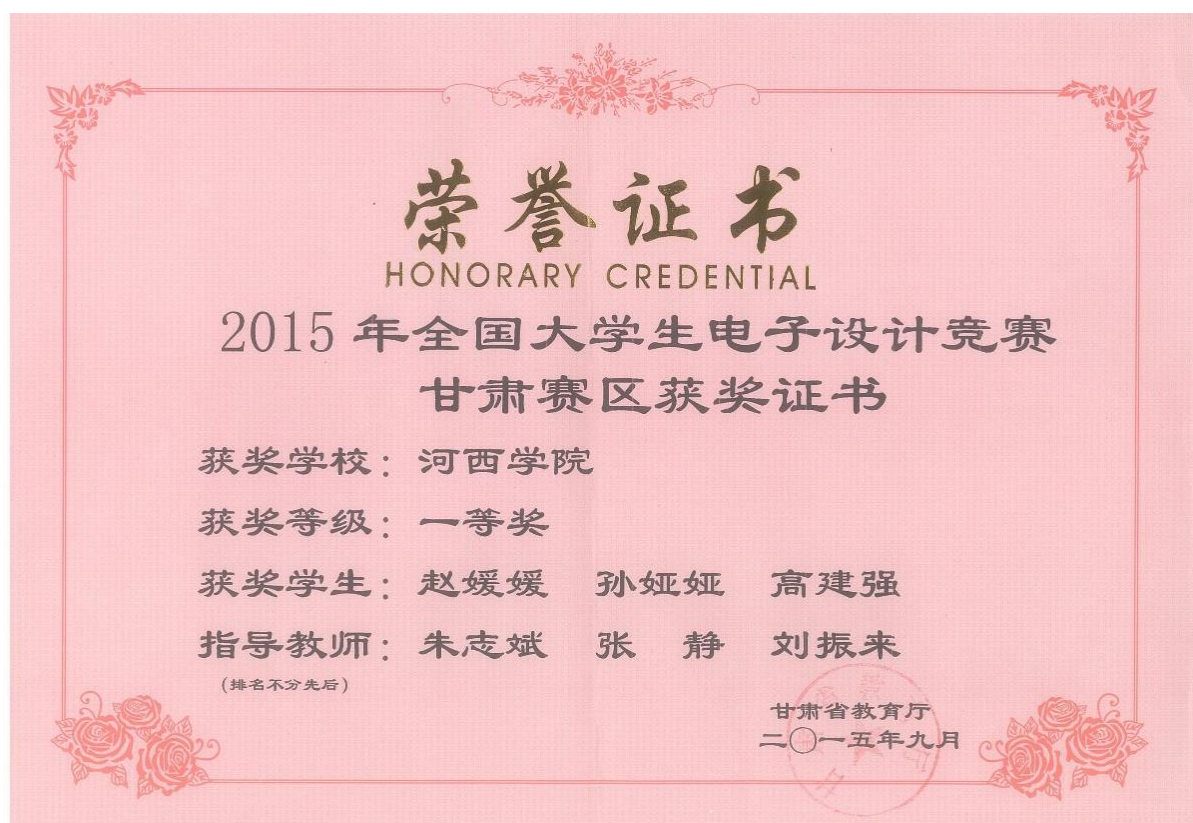 荣誉证书
HONORARY CREDENTIAL
2015年全国大学生电子设计竞赛
甘肃赛区获奖证书
获奖学校：河西学院
获奖等级：一等奖
获奖学生：赵媛媛 孙娅娅 高建强
指导教师：朱志斌 张 静 刘振来
（排名不分先后）
甘肃省教育厅
二〇一五年九月